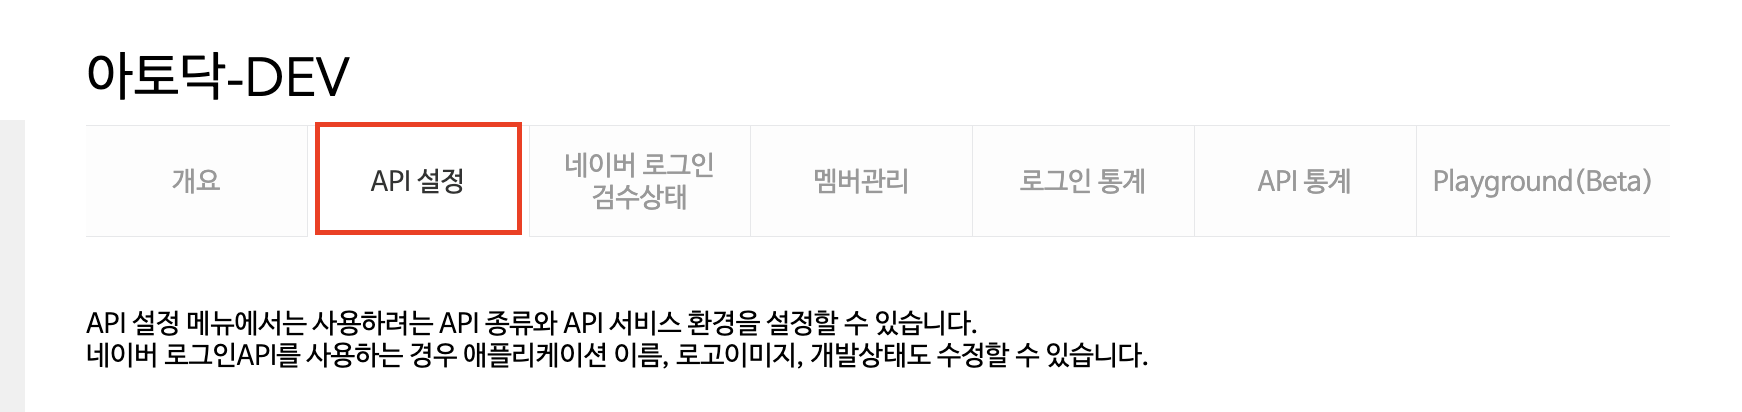 아토닥-DEV
개요
API 설정
네이버 로그인
검수상태
멤버관리
로그인 통계
API 통계
Playground(Beta)
API 설정 메뉴에서는 사용하려는 API 종류와 API 서비스 환경을 설정할 수 있습니다.
네이버 로그인API를 사용하는 경우 애플리케이션 이름, 로고이미지, 개발상태도 수정할 수 있습니다.